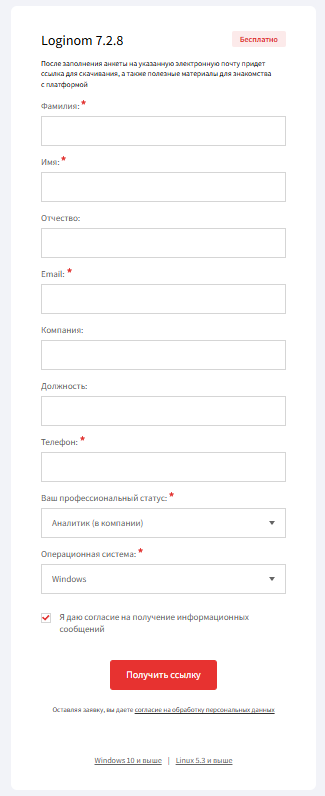 Loginom 7.2.8
Бесплатно
После заполнения анкеты на указанную электронную почту придет
ссылка для скачивания, а также полезные материалы для знакомства
с платформой
Фамилия: *
Имя: *
Отчество:
Email: *
Компания:
Должность:
Телефон: *
Ваш профессиональный статус: *
Аналитик (в компании)
Операционная система: *
Windows
Я даю согласие на получение информационных
сообщений
Получить ссылку
Оставляя заявку, вы даете согласие на обработку персональных данных
Windows 10 и выше | Linux 5.3 и выше